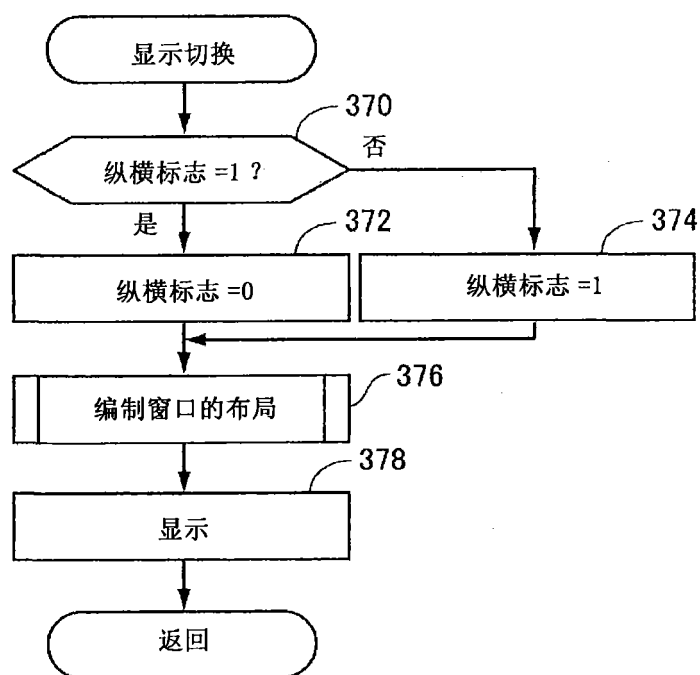 显示切换
370
纵横标志 =1 ?
否
是
372
374
纵横标志 =0
纵横标志 =1
376
编制窗口的布局
378
显示
返回